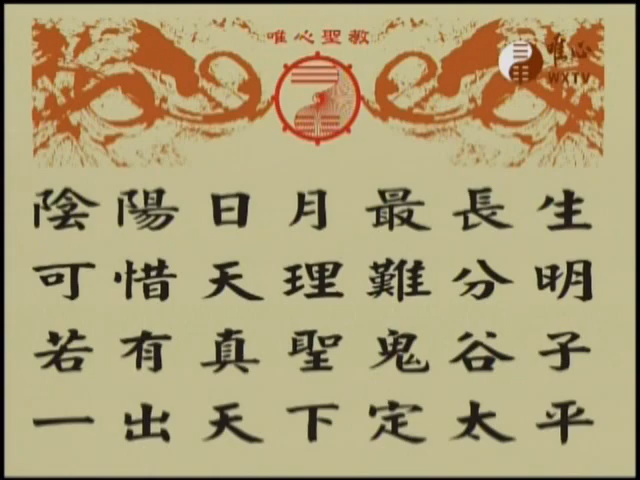 唯心聖教
唯心
WXTV
陰陽日月最長生
可惜天理難分明
若有真聖鬼谷子
一出天下定太平